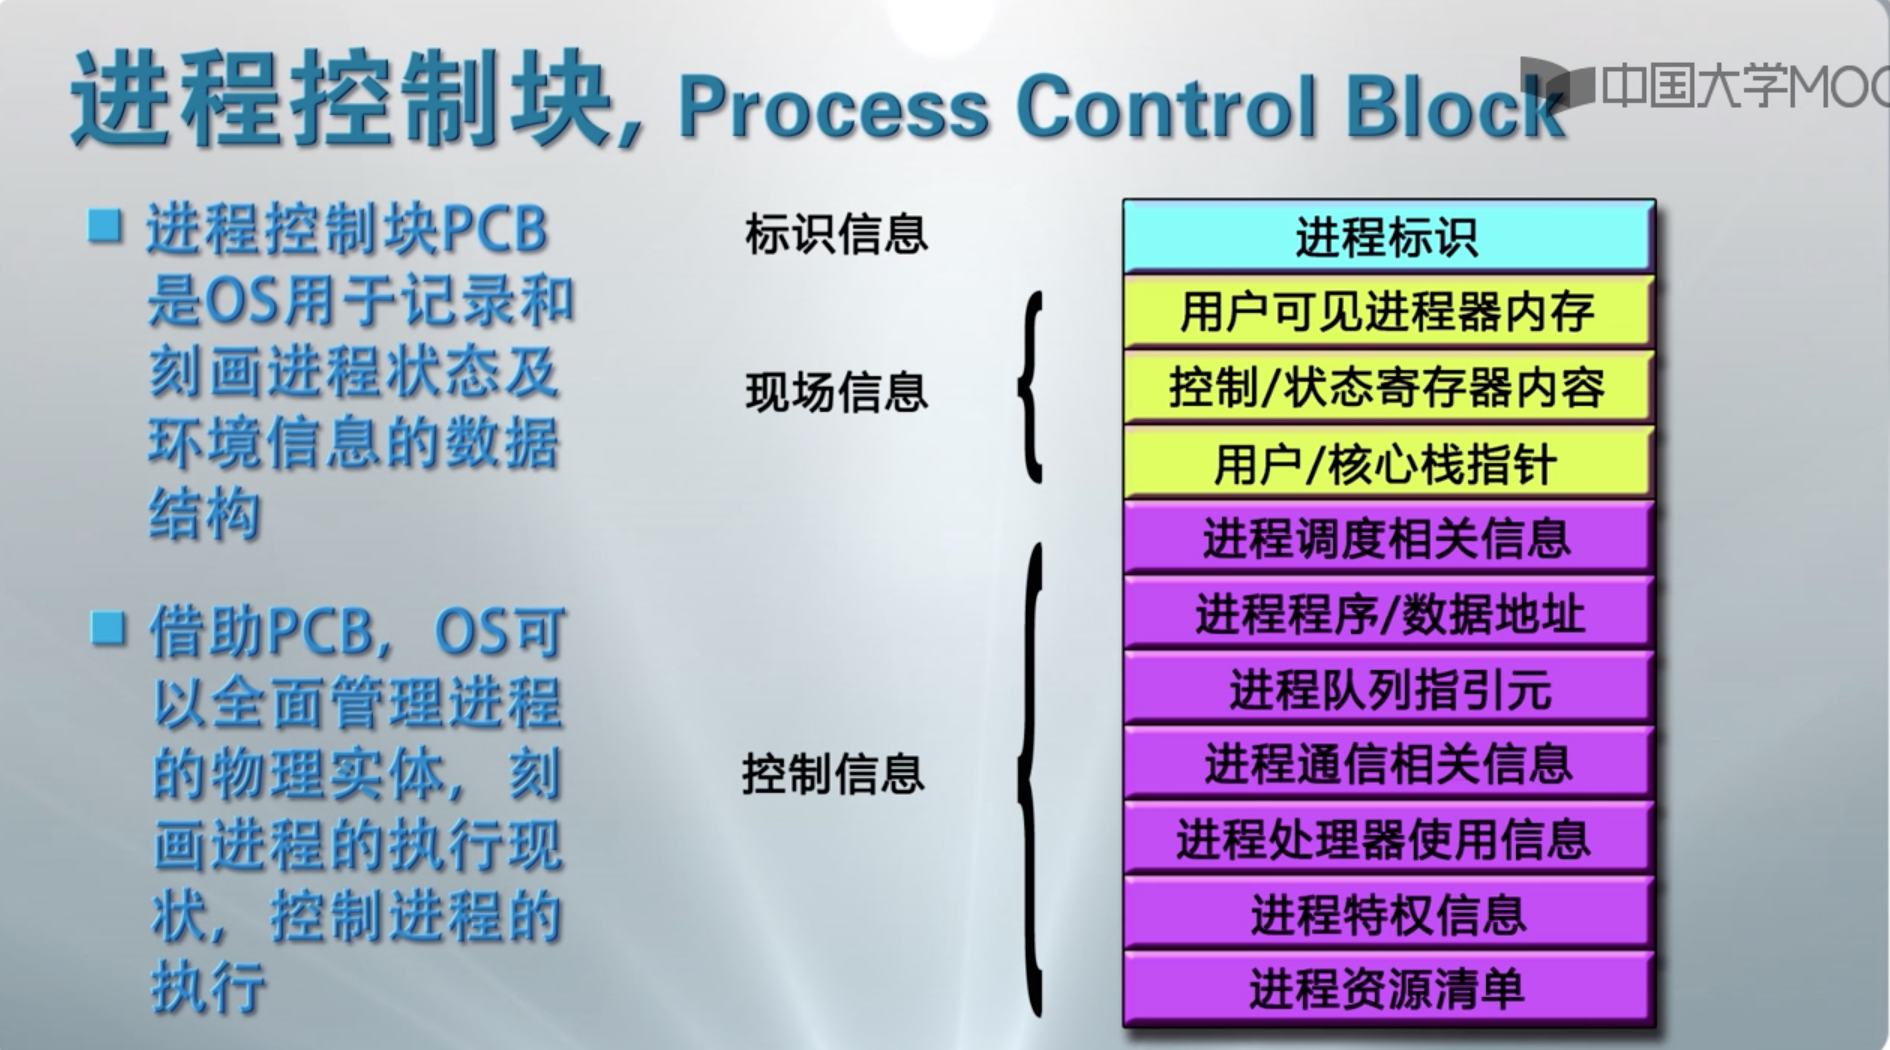 进程控制块, Process Control Block
中国大学MOO
进程控制块PCB
是OS用于记录和
刻画进程状态及
环境信息的数据
结构
借助PCB，OS可
以全面管理进程
的物理实体，刻
画进程的执行现
状，控制进程的
执行
标识信息
现场信息
控制信息
进程标识
用户可见进程器内存
控制/状态寄存器内容
用户/核心栈指针
进程调度相关信息
进程程序/数据地址
进程队列指引元
进程通信相关信息
进程处理器使用信息
进程特权信息
进程资源清单